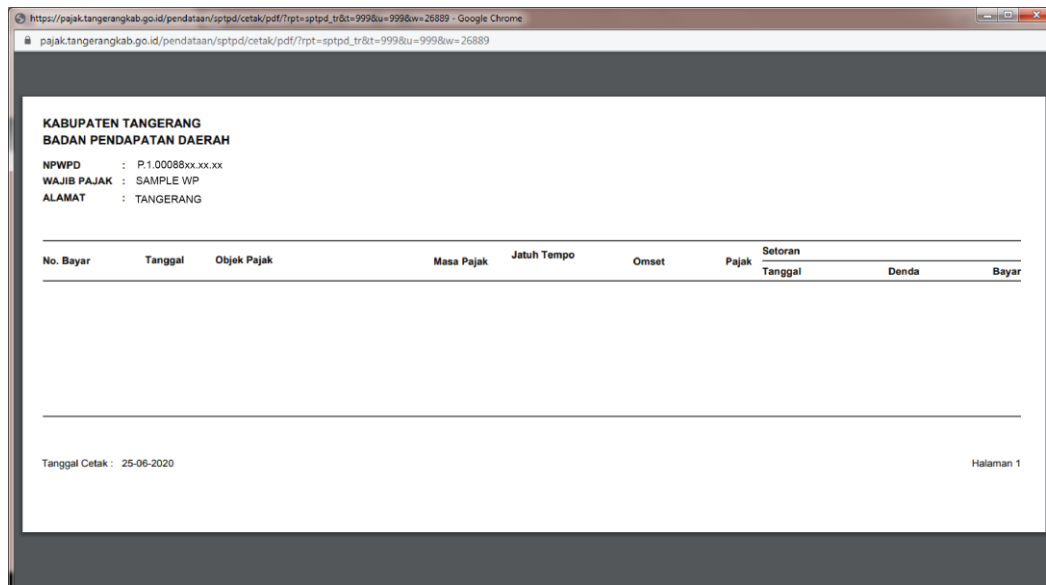 https://pajak.tangerangkab.go.id/pendataan/sptpd/cetak/pdf/?rpt=sptpd_tr&t=999&u=999&w=26889 - Google Chrome
pajak.tangerangkab.go.id/pendataan/sptpd/cetak/pdf/?rpt=sptpd_tr&t=999&u=999&w=26889
KABUPATEN TANGERANG
BADAN PENDAPATAN DAERAH
NPWPD : P.1.00088xx.xx.xx
WAJIB PAJAK : SAMPLE WP
ALAMAT : TANGERANG
No. Bayar Tanggal Objek Pajak Masa Pajak Jatuh Tempo Omset Pajak Setoran
Tanggal Denda Bayar
Tanggal Cetak : 25-06-2020 Halaman 1